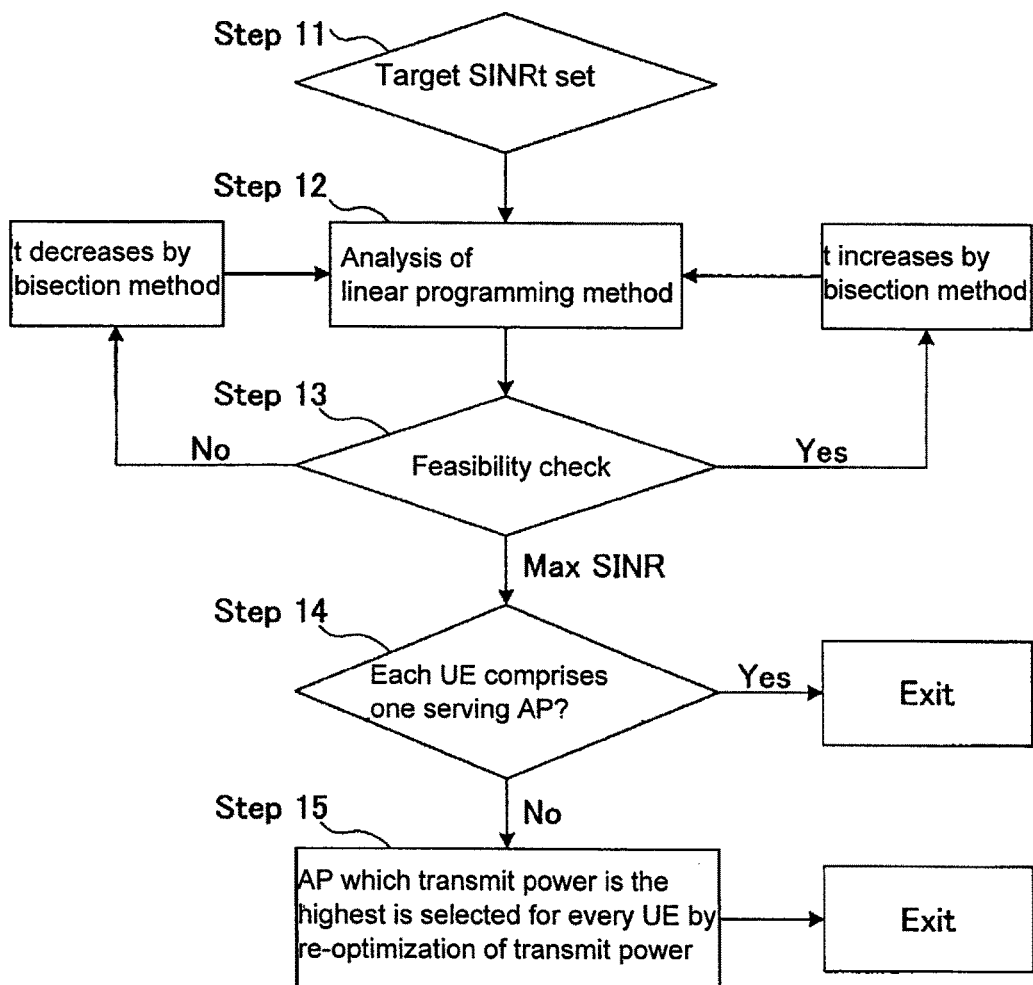 Step 11
Target SINRt set
Step 12
t decreases by
bisection method
Analysis of
linear programming method
t increases by
bisection method
Step 13
No
Feasibility check
Yes
Max SINR
Step 14
Each UE comprises
one serving AP?
Yes
Exit
No
Step 15
AP which transmit power is the
highest is selected for every UE by
re-optimization of transmit power
Exit